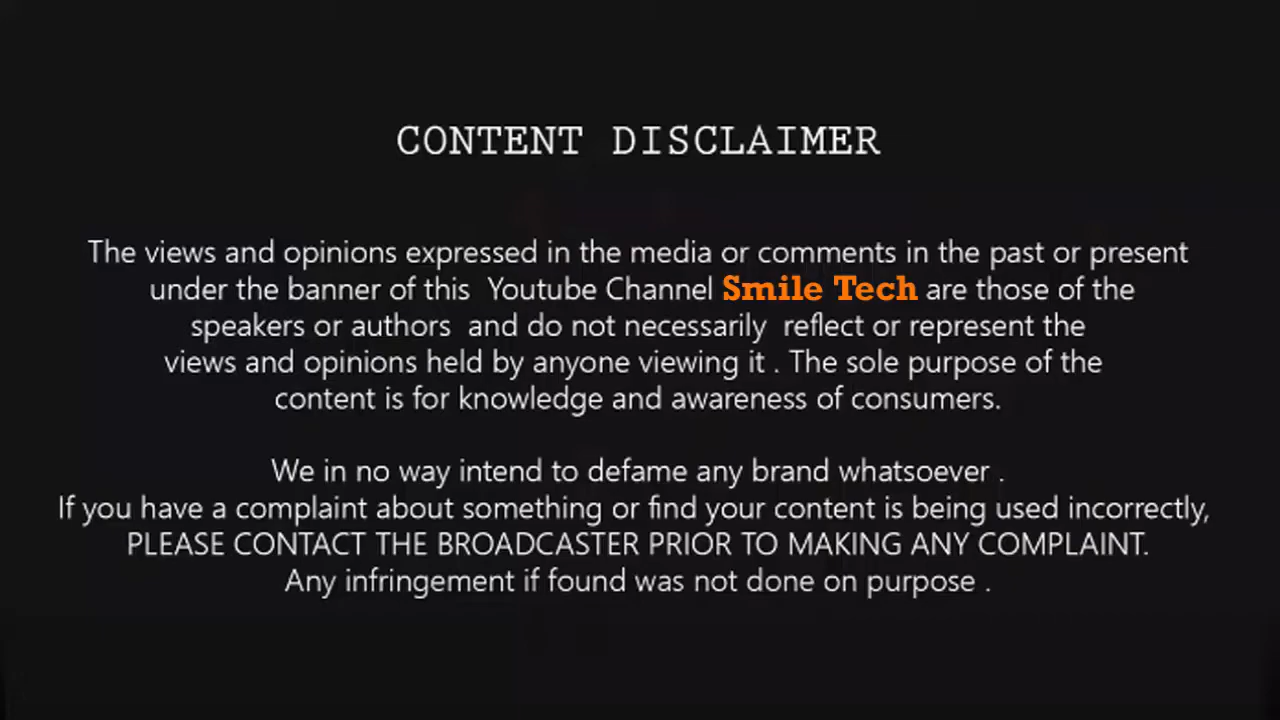 CONTENT DISCLAIMER
The views and opinions expressed in the media or comments in the past or present
under the banner of this Youtube Channel Smile Tech are those of the
speakers or authors and do not necessarily reflect or represent the
views and opinions held by anyone viewing it . The sole purpose of the
content is for knowledge and awareness of consumers.
We in no way intend to defame any brand whatsoever .
If you have a complaint about something or find your content is being used incorrectly,
PLEASE CONTACT THE BROADCASTER PRIOR TO MAKING ANY COMPLAINT.
Any infringement if found was not done on purpose .